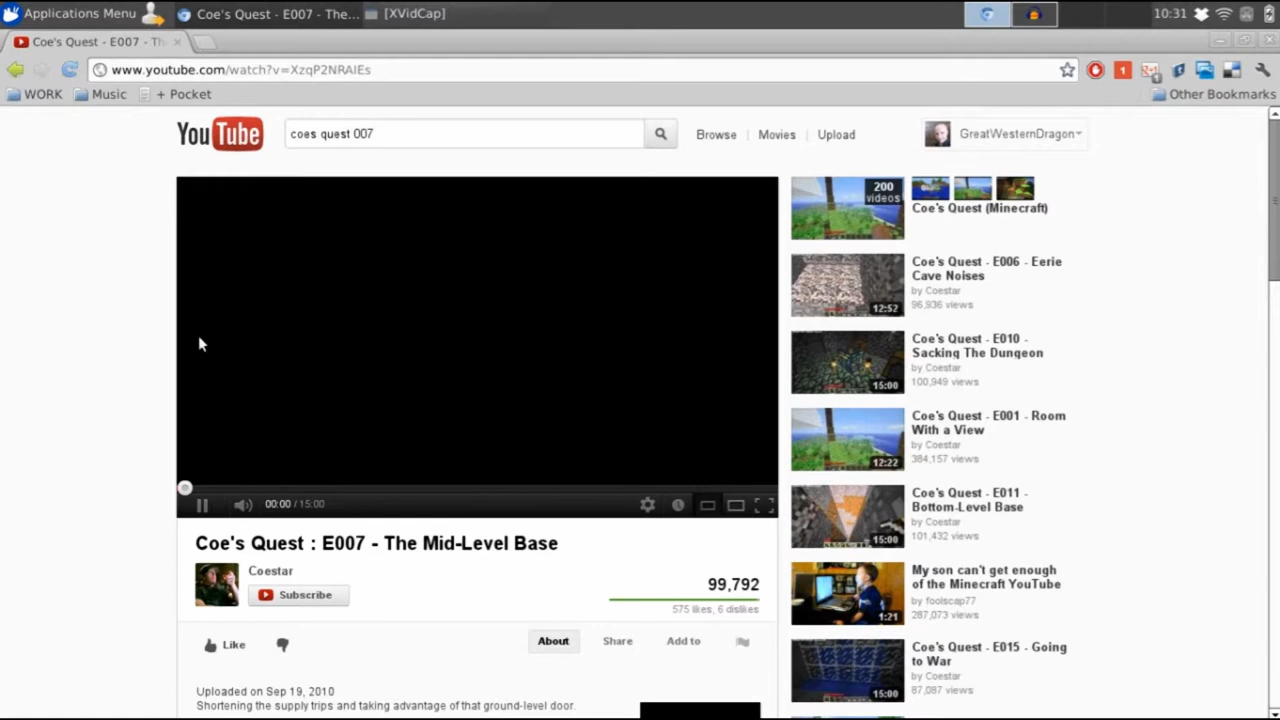 Applications Menu
Coe's Quest - E007 - The...
[XVidCap]
10:31
Coe's Quest - E007 - Th
www.youtube.com/watch?v=XzqP2NRAlEs
1
WORK
Music
+ Pocket
Other Bookmarks
YouTube
coes quest 007
Browse
Movies
Upload
GreatWesternDragon
200
videos
Coe's Quest (Minecraft)
Coe's Quest - E006 - Eerie
Cave Noises
by Coestar
96,936 views
12:52
Coe's Quest - E010 -
Sacking The Dungeon
by Coestar
100,949 views
15:00
Coe's Quest - E001 - Room
With a View
by Coestar
384,157 views
12:22
Coe's Quest - E011 -
Bottom-Level Base
by Coestar
101,432 views
15:00
My son can't get enough
of the Minecraft YouTube
by foolscap77
287,073 views
1:21
Coe's Quest - E015 - Going
to War
by Coestar
87,087 views
15:00
00:00 / 15:00
Coe's Quest : E007 - The Mid-Level Base
Coestar
Subscribe
99,792
575 likes, 6 dislikes
Like
About
Share
Add to
Uploaded on Sep 19, 2010
Shortening the supply trips and taking advantage of that ground-level door.